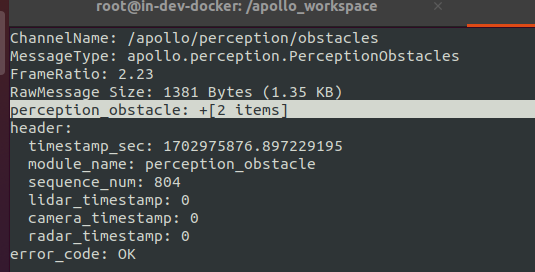 root@in-dev-docker: /apollo_workspace
ChannelName: /apollo/perception/obstacles
MessageType: apollo.perception.PerceptionObstacles
FrameRatio: 2.23
RawMessage Size: 1381 Bytes (1.35 KB)
perception_obstacle: +[2 items]
header:
  timestamp_sec: 1702975876.897229195
  module_name: perception_obstacle
  sequence_num: 804
  lidar_timestamp: 0
  camera_timestamp: 0
  radar_timestamp: 0
error_code: OK